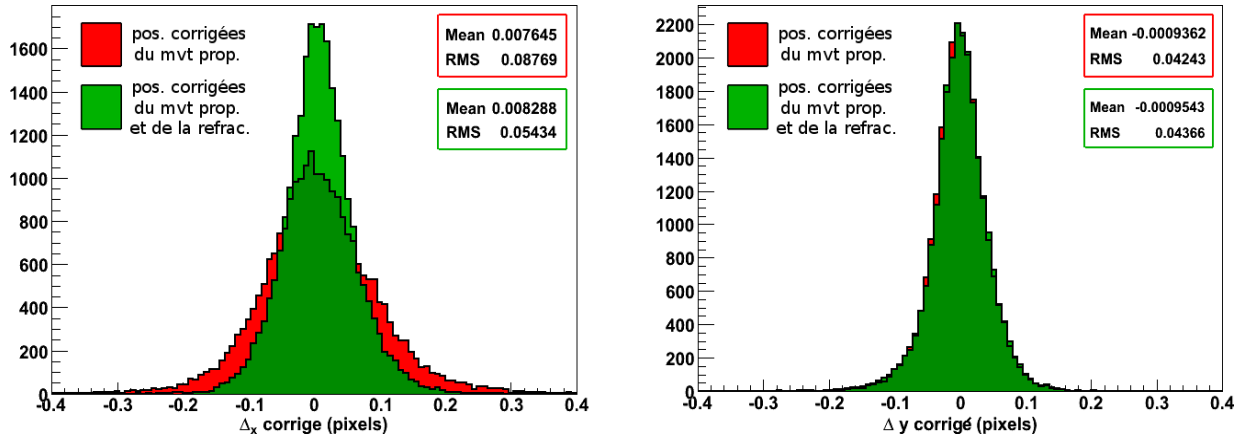 pos. corrigées
du mvt prop.
pos. corrigées
du mvt prop.
et de la refrac.
Mean 0.007645
RMS 0.08769
Mean 0.008288
RMS 0.05434
1600
1400
1200
1000
800
600
400
200
0
-0.4 -0.3 -0.2 -0.1 0 0.1 0.2 0.3 0.4
Δx corrige (pixels)
pos. corrigées
du mvt prop.
pos. corrigées
du mvt prop.
et de la refrac.
Mean -0.0009362
RMS 0.04243
Mean -0.0009543
RMS 0.04366
2200
2000
1800
1600
1400
1200
1000
800
600
400
200
0
-0.4 -0.3 -0.2 -0.1 0 0.1 0.2 0.3 0.4
Δ y corrigé (pixels)